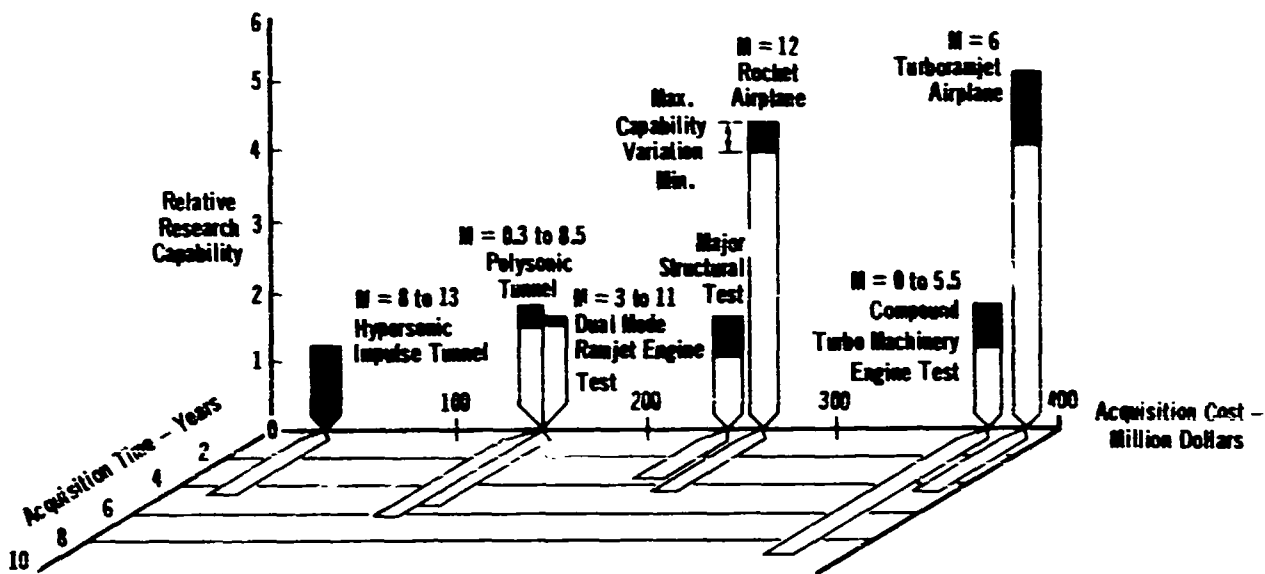 6
5
4
3
2
1
0
Relative
Research
Capability
M = 8 to 13
Hypersonic
Impulse Tunnel
M = 0.3 to 8.5
Polysonic
Tunnel
M = 3 to 11
Dual Mode
Ramjet Engine
Test
Major
Structural
Test
Max.
Capability
Variation
Min.
M = 12
Rocket
Airplane
M = 0 to 5.5
Compound
Turbo Machinery
Engine Test
M = 6
Turboramjet
Airplane
100
200
300
400
Acquisition Cost –
Million Dollars
Acquisition Time – Years
2
4
6
8
10